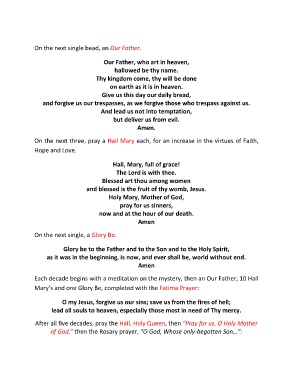 On the next single bead, an Our Father.
Our Father, who art in heaven,
hallowed be thy name.
Thy kingdom come, thy will be done
on earth as it is in heaven.
Give us this day our daily bread,
and forgive us our trespasses, as we forgive those who trespass against us.
And lead us not into temptation,
but deliver us from evil.
Amen.
On the next three, pray a Hail Mary each, for an increase in the virtues of Faith,
Hope and Love.
Hail, Mary, full of grace!
The Lord is with thee.
Blessed art thou among women
and blessed is the fruit of thy womb, Jesus.
Holy Mary, Mother of God,
pray for us sinners,
now and at the hour of our death.
Amen
On the next single, a Glory Be.
Glory be to the Father and to the Son and to the Holy Spirit,
as it was in the beginning, is now, and ever shall be, world without end.
Amen
Each decade begins with a meditation on the mystery, then an Our Father, 10 Hail
Mary's and one Glory Be, completed with the Fatima Prayer:
O my Jesus, forgive us our sins; save us from the fires of hell;
lead all souls to heaven, especially those most in need of Thy mercy.
After all five decades, pray the Hail, Holy Queen, then "Pray for us, O Holy Mother
of God," then the Rosary prayer, "O God, Whose only-begotten Son...":